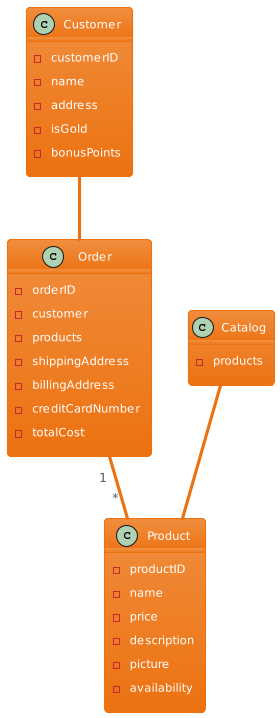 C Customer
customerID
name
address
isGold
bonusPoints
C Order
orderID
customer
products
shippingAddress
billingAddress
creditCardNumber
totalCost
C Catalog
products
1
*
C Product
productID
name
price
description
picture
availability